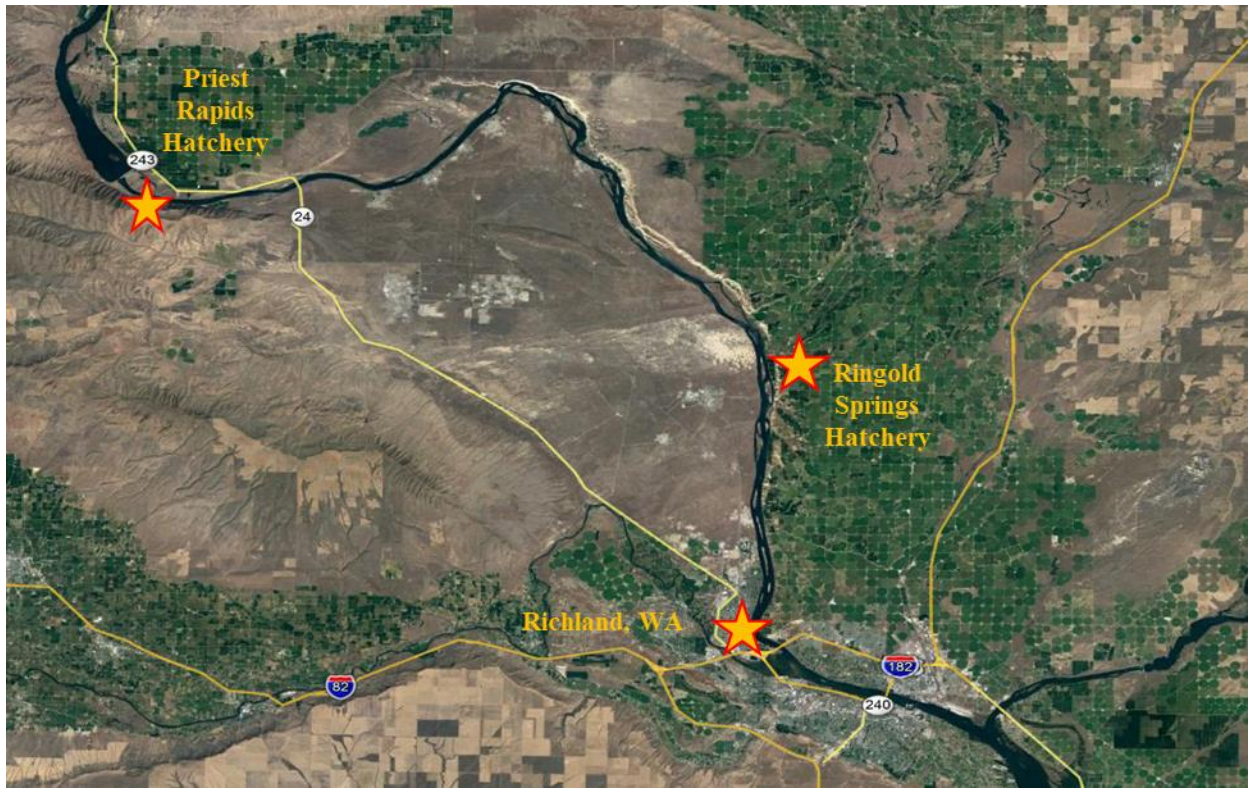 Priest
Rapids
Hatchery
243
24
Ringold
Springs
Hatchery
Richland, WA
182
82
240